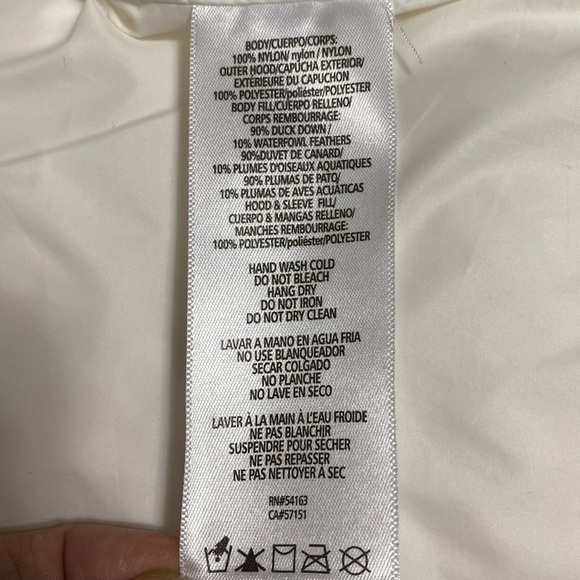 BODY/CUERPO/CORPS:
100% NYLON/ nylon / NYLON
OUTER HOOD/CAPUCHA EXTERIOR/
EXTÉRIEURE DU CAPUCHON
100% POLYESTER/poliéster/POLYESTER
BODY FILL/CUERPO RELLENO/
CORPS REMBOURRAGE:
90% DUCK DOWN /
10% WATERFOWL FEATHERS
90%DUVET DE CANARD/
10% PLUMES D'OISEAUX AQUATIQUES
90% PLUMAS DE PATO/
10% PLUMAS DE AVES ACUÁTICAS
HOOD & SLEEVE FILL/
CUERPO & MANGAS RELLENO/
MANCHES REMBOURRAGE:
100% POLYESTER/poliéster/POLYESTER
HAND WASH COLD
DO NOT BLEACH
HANG DRY
DO NOT IRON
DO NOT DRY CLEAN
LAVAR A MANO EN AGUA FRIA
NO USE BLANQUEADOR
SECAR COLGADO
NO PLANCHE
NO LAVE EN SECO
LAVER À LA MAIN À L'EAU FROIDE
NE PAS BLANCHIR
SUSPENDRE POUR SÉCHER
NE PAS REPASSER
NE PAS NETTOYER À SEC
RN#54163
CA#57151